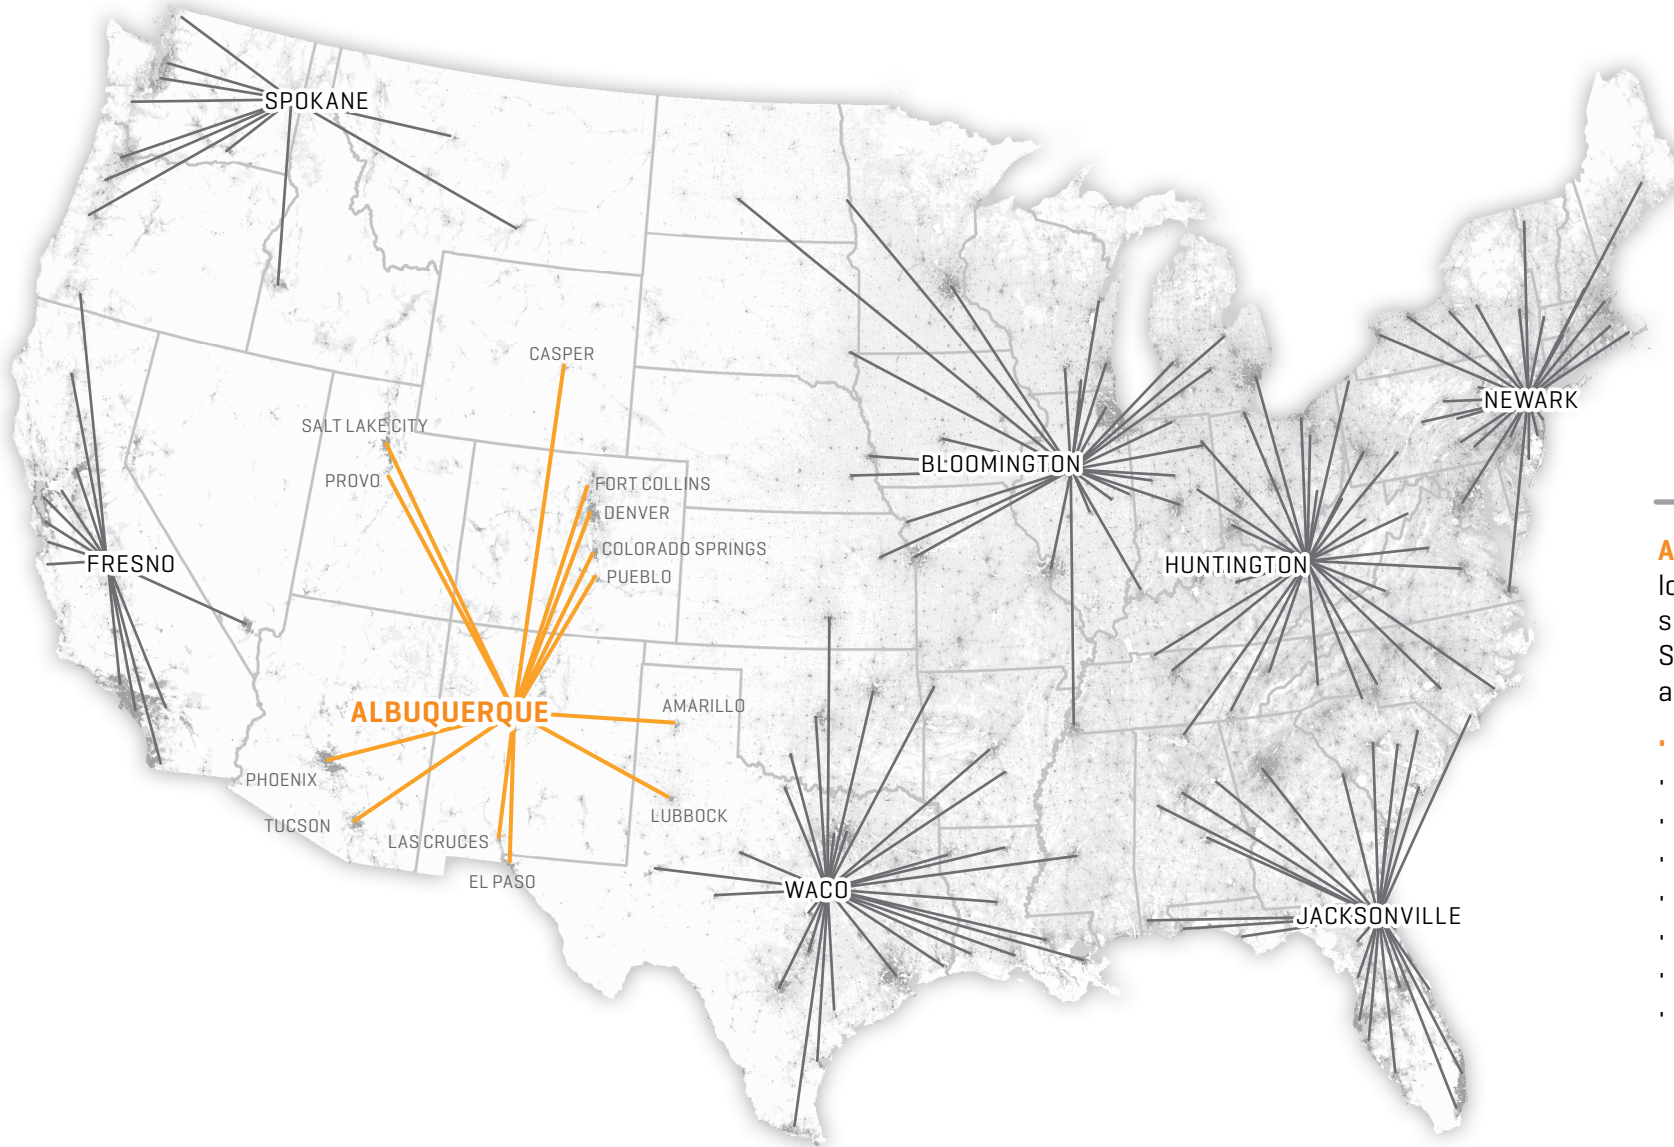 SPOKANE
CASPER
NEWARK
SALT LAKE CITY
BLOOMINGTON
PROVO
FORT COLLINS
DENVER
COLORADO SPRINGS
FRESNO
HUNTINGTON
PUEBLO
AMARILLO
ALBUQUERQUE
PHOENIX
LUBBOCK
TUCSON
LAS CRUCES
EL PASO
WACO
JACKSONVILLE